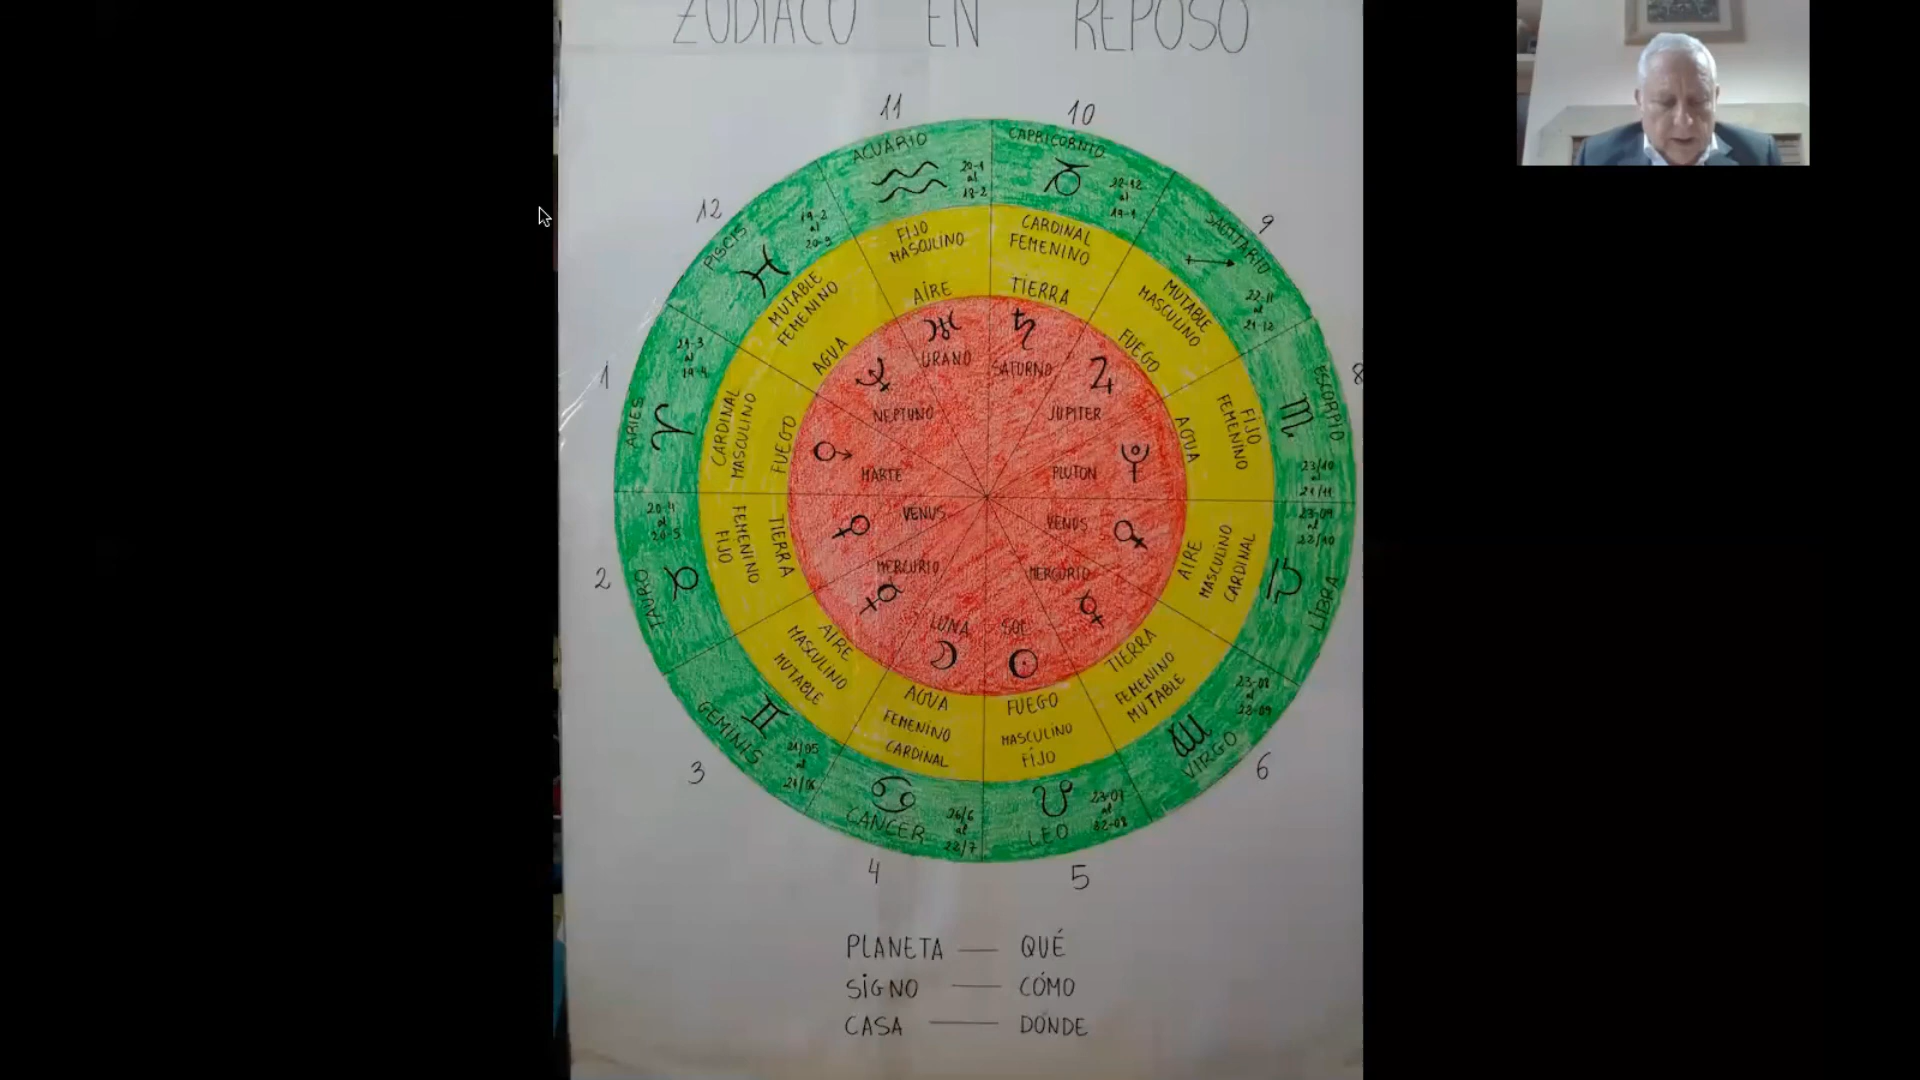 ZODIACO EN REPOSO
11
10
12
9
1
8
2
3
6
4
5
ACUARIO
20-1
al
18-2
CAPRICORNIO
22-12
al
19-1
SAGITARIO
22-11
al
21-12
ESCORPIO
23/10
al
21/11
LIBRA
23-09
al
22/10
VIRGO
23-08
al
22-09
LEO
23-07
al
22-08
CANCER
al
22/7
GEMINIS
21/05
al
TAURO
20-4
al
20-5
ARIES
21-3
al
19-4
PISCIS
19-2
al
FIJO
MASCULINO
AIRE
CARDINAL
FEMENINO
TIERRA
MUTABLE
MASCULINO
FUEGO
FIJO
FEMENINO
AGUA
AIRE
MASCULINO
CARDINAL
TIERRA
FEMENINO
MUTABLE
FUEGO
MASCULINO
FIJO
AGUA
FEMENINO
CARDINAL
AIRE
MASCULINO
MUTABLE
TIERRA
FEMENINO
FIJO
CARDINAL
MASCULINO
FUEGO
MUTABLE
FEMENINO
AGUA
URANO
SATURNO
JUPITER
PLUTON
VENUS
MERCURIO
SOL
LUNA
MERCURIO
VENUS
MARTE
NEPTUNO
PLANETA — QUÉ
SIGNO — CÓMO
CASA — DÓNDE